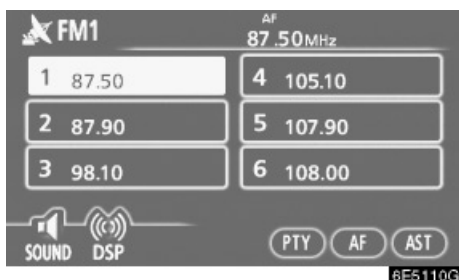 FM1
AF
87.50MHz
1 87.50
4 105.10
2 87.90
5 107.90
3 98.10
6 108.00
SOUND
DSP
PTY
AF
AST
6E5110G